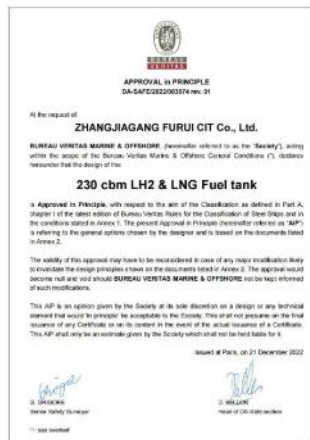 BUREAU
VERITAS
APPROVAL in PRINCIPLE
DA-SAFE/2022/003074 rev. 01
At the request of
ZHANGJIAGANG FURUI CIT Co., Ltd.
BUREAU VERITAS MARINE & OFFSHORE, (hereinafter referred to as the "Society"), acting
within the scope of the Bureau Veritas Marine & Offshore General Conditions (*), declares
hereunder that the design of the:
230 cbm LH2 & LNG Fuel tank
is Approved in Principle, with respect to the aim of the Classification as defined in Part A,
chapter I of the latest edition of Bureau Veritas Rules for the Classification of Steel Ships and in
the conditions stated in Annex 1. The present Approval in Principle (hereinafter referred as "AIP")
is referring to the general options chosen by the designer and is based on the documents listed
in Annex 2.
The validity of this approval may have to be reconsidered in case of any major modification likely
to invalidate the design principles shown on the documents listed in Annex 2. The approval would
become null and void should BUREAU VERITAS MARINE & OFFSHORE not be kept informed
of such modifications.
This AIP is an opinion given by the Society at its sole discretion on a design or any technical
element that would 'in principle' be acceptable to the Society. This shall not presume on the final
issuance of any Certificate or on its content in the event of the actual issuance of a Certificate.
This AIP shall only be an estimate given by the Society which shall not be held liable for it.
Issued at Paris, on 21 December 2022
Senior Safety Surveyor
Head of DA-Safe section
(*) see overleaf